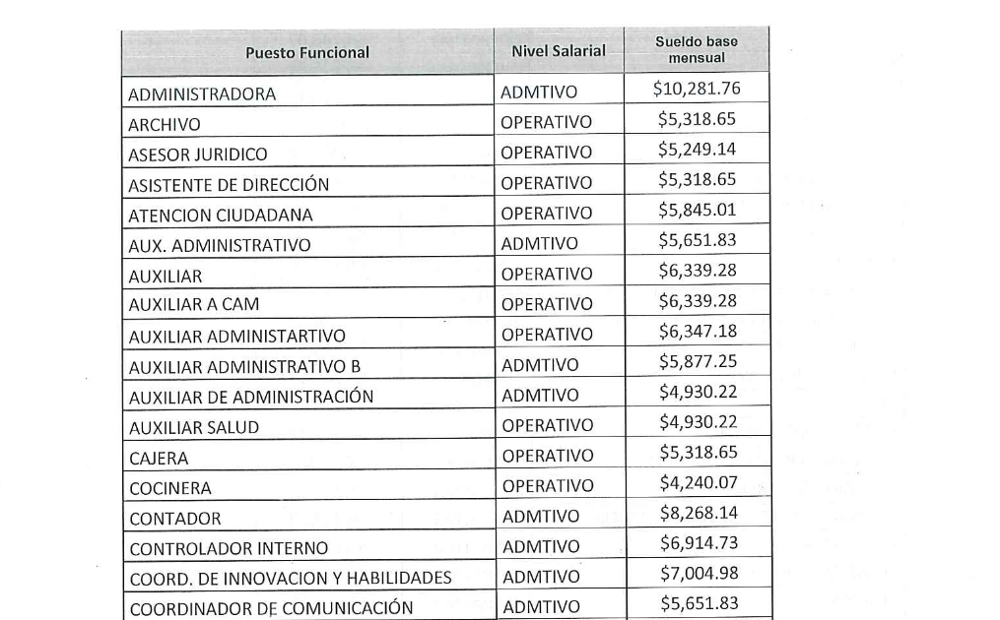 Puesto Funcional Nivel Salarial Sueldo base mensual
ADMINISTRADORA ADMTIVO $10,281.76
ARCHIVO OPERATIVO $5,318.65
ASESOR JURIDICO OPERATIVO $5,249.14
ASISTENTE DE DIRECCIÓN OPERATIVO $5,318.65
ATENCION CIUDADANA OPERATIVO $5,845.01
AUX. ADMINISTRATIVO ADMTIVO $5,651.83
AUXILIAR OPERATIVO $6,339.28
AUXILIAR A CAM OPERATIVO $6,339.28
AUXILIAR ADMINISTARTIVO OPERATIVO $6,347.18
AUXILIAR ADMINISTRATIVO B ADMTIVO $5,877.25
AUXILIAR DE ADMINISTRACIÓN ADMTIVO $4,930.22
AUXILIAR SALUD OPERATIVO $4,930.22
CAJERA OPERATIVO $5,318.65
COCINERA OPERATIVO $4,240.07
CONTADOR ADMTIVO $8,268.14
CONTROLADOR INTERNO ADMTIVO $6,914.73
COORD. DE INNOVACION Y HABILIDADES ADMTIVO $7,004.98
COORDINADOR DE COMUNICACIÓN ADMTIVO $5,651.83